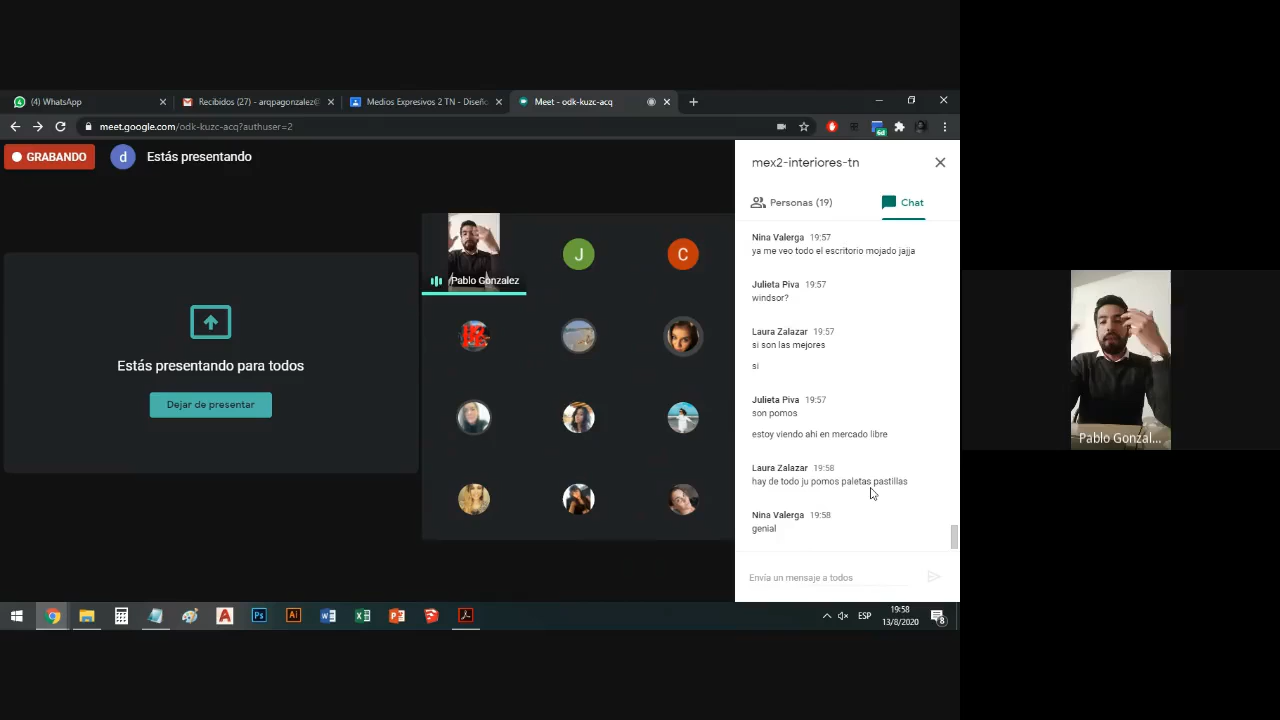 (4) WhatsApp
Recibidos (27) - arqpagonzalez@
Medios Expresivos 2 TN - Diseño
Meet - odk-kuzc-acq
meet.google.com/odk-kuzc-acq?authuser=2
GRABANDO
d
Estás presentando
mex2-interiores-tn
Personas (19)
Chat
Nina Valerga 19:57
ya me veo todo el escritorio mojado jajja
Julieta Piva 19:57
windsor?
Laura Zalazar 19:57
si son las mejores
si
Julieta Piva 19:57
son pomos
estoy viendo ahi en mercado libre
Laura Zalazar 19:58
hay de todo ju pomos paletas pastillas
Nina Valerga 19:58
genial
Envía un mensaje a todos
Estás presentando para todos
Dejar de presentar
Pablo Gonzalez
J
C
Pablo Gonzal...
Ps
Ai
ESP
19:58
13/8/2020
8